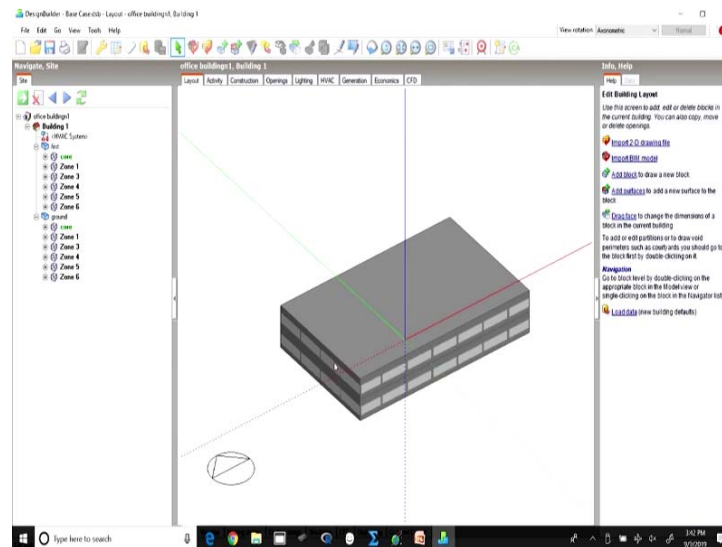 DesignBuilder - Base Case.dsb - Layout - office buildings1, Building 1
File Edit Go View Tools Help
View rotation Axonometric
Normal
Navigate, Site
Site
office buildings1
Building 1
<HVAC System>
first
core
Zone 1
Zone 3
Zone 4
Zone 5
Zone 6
ground
core
Zone 1
Zone 3
Zone 4
Zone 5
Zone 6
office buildings1, Building 1
Layout Activity Construction Openings Lighting HVAC Generation Economics CFD
Info, Help
Help
Edit Building Layout
Use this screen to add, edit or delete blocks in
the current building. You can also copy, move
or delete openings.
Import 2-D drawing file
Import BIM model
Add block to draw a new block
Add surfaces to add a new surface to the
block
Drag face to change the dimensions of a
block in the current building
To add or edit partitions or to draw void
perimeters such as courtyards you should go to
the block first by double-clicking on it.
Navigation
Go to block level by double-clicking on the
appropriate block in the Model view or
single-clicking on the block in the Navigator list
Load data (new building defaults)
Type here to search
3:42 PM
9/9/2019